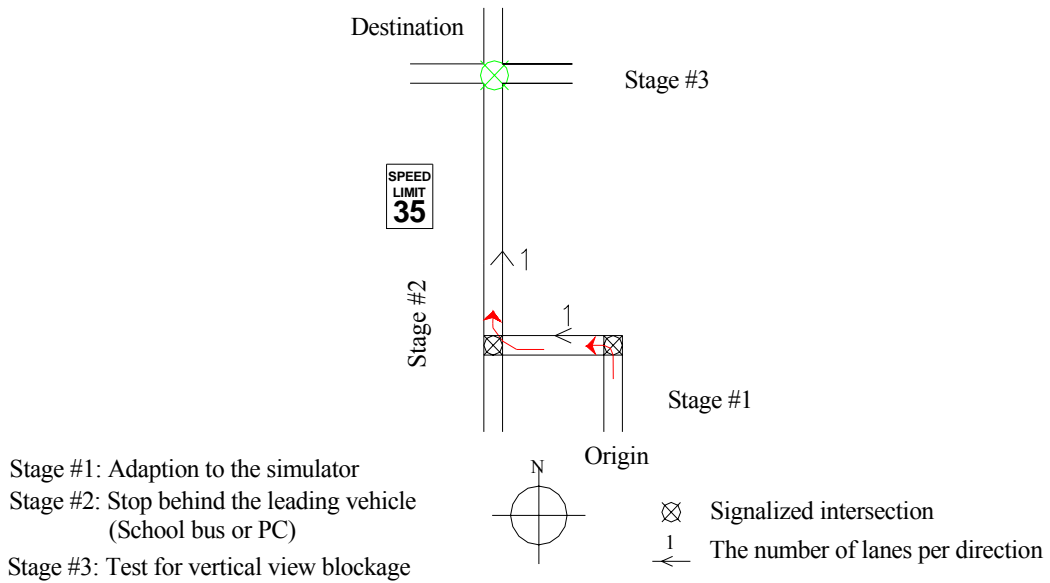 Destination
Stage #3
SPEED
LIMIT
35
1
Stage #2
1
Stage #1
Origin
N
Stage #1: Adaption to the simulator
Stage #2: Stop behind the leading vehicle
(School bus or PC)
Stage #3: Test for vertical view blockage
Signalized intersection
1
The number of lanes per direction